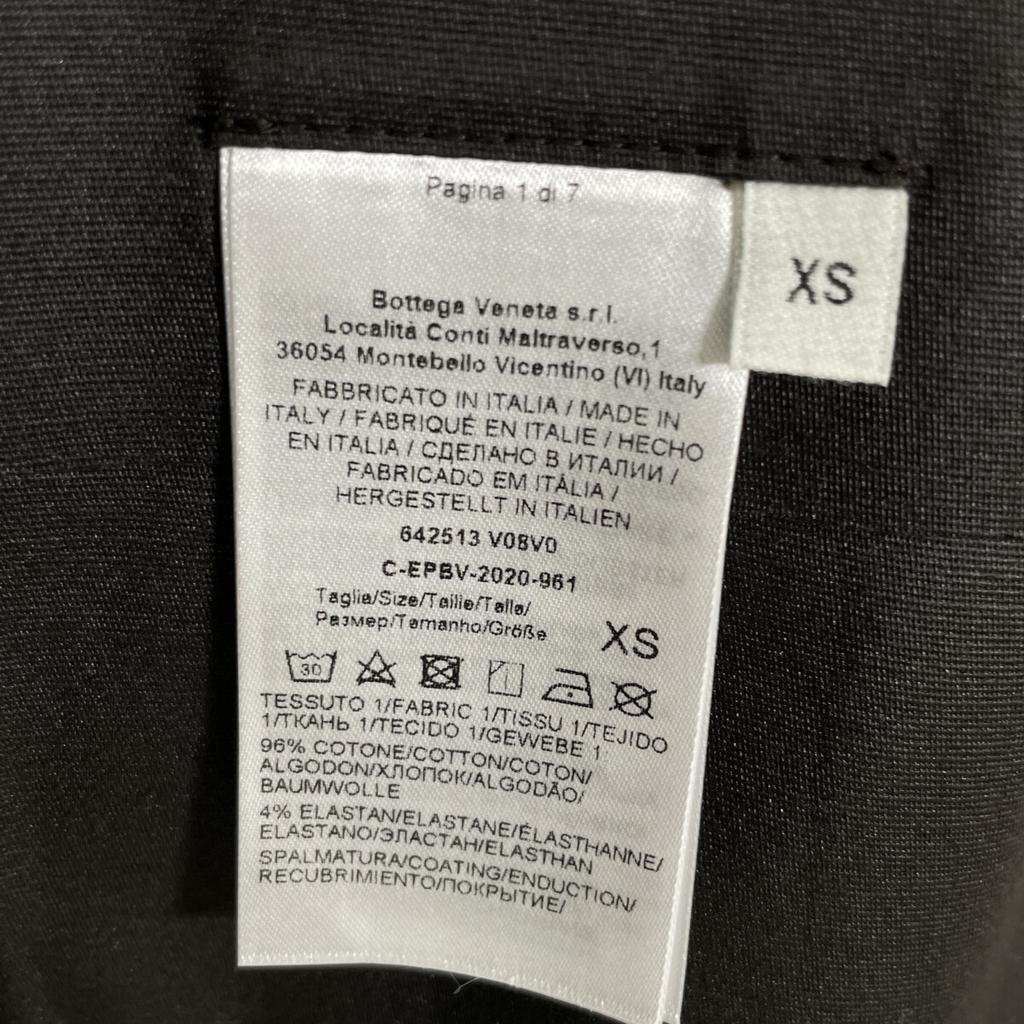 Pagina 1 di 7
XS
Bottega Veneta s.r.l.
Località Conti Maltraverso,1
36054 Montebello Vicentino (VI) Italy
FABBRICATO IN ITALIA / MADE IN
ITALY / FABRIQUÉ EN ITALIE / HECHO
EN ITALIA / СДЕЛАНО В ИТАЛИИ /
FABRICADO EM ITÁLIA /
HERGESTELLT IN ITALIEN
642513 V08V0
C-EPBV-2020-961
Taglia/Size/Taille/Talla/
Размер/Tamanho/Größe XS
30
TESSUTO 1/FABRIC 1/TISSU 1/TEJIDO
1/ТКАНЬ 1/TECIDO 1/GEWEBE 1
96% COTONE/COTTON/COTON/
ALGODON/ХЛОПОК/ALGODÃO/
BAUMWOLLE
4% ELASTAN/ELASTANE/ÉLASTHANNE/
ELASTANO/ЭЛАСТАН/ELASTHAN
SPALMATURA/COATING/ENDUCTION/
RECUBRIMIENTO/ПОКРЫТИЕ/